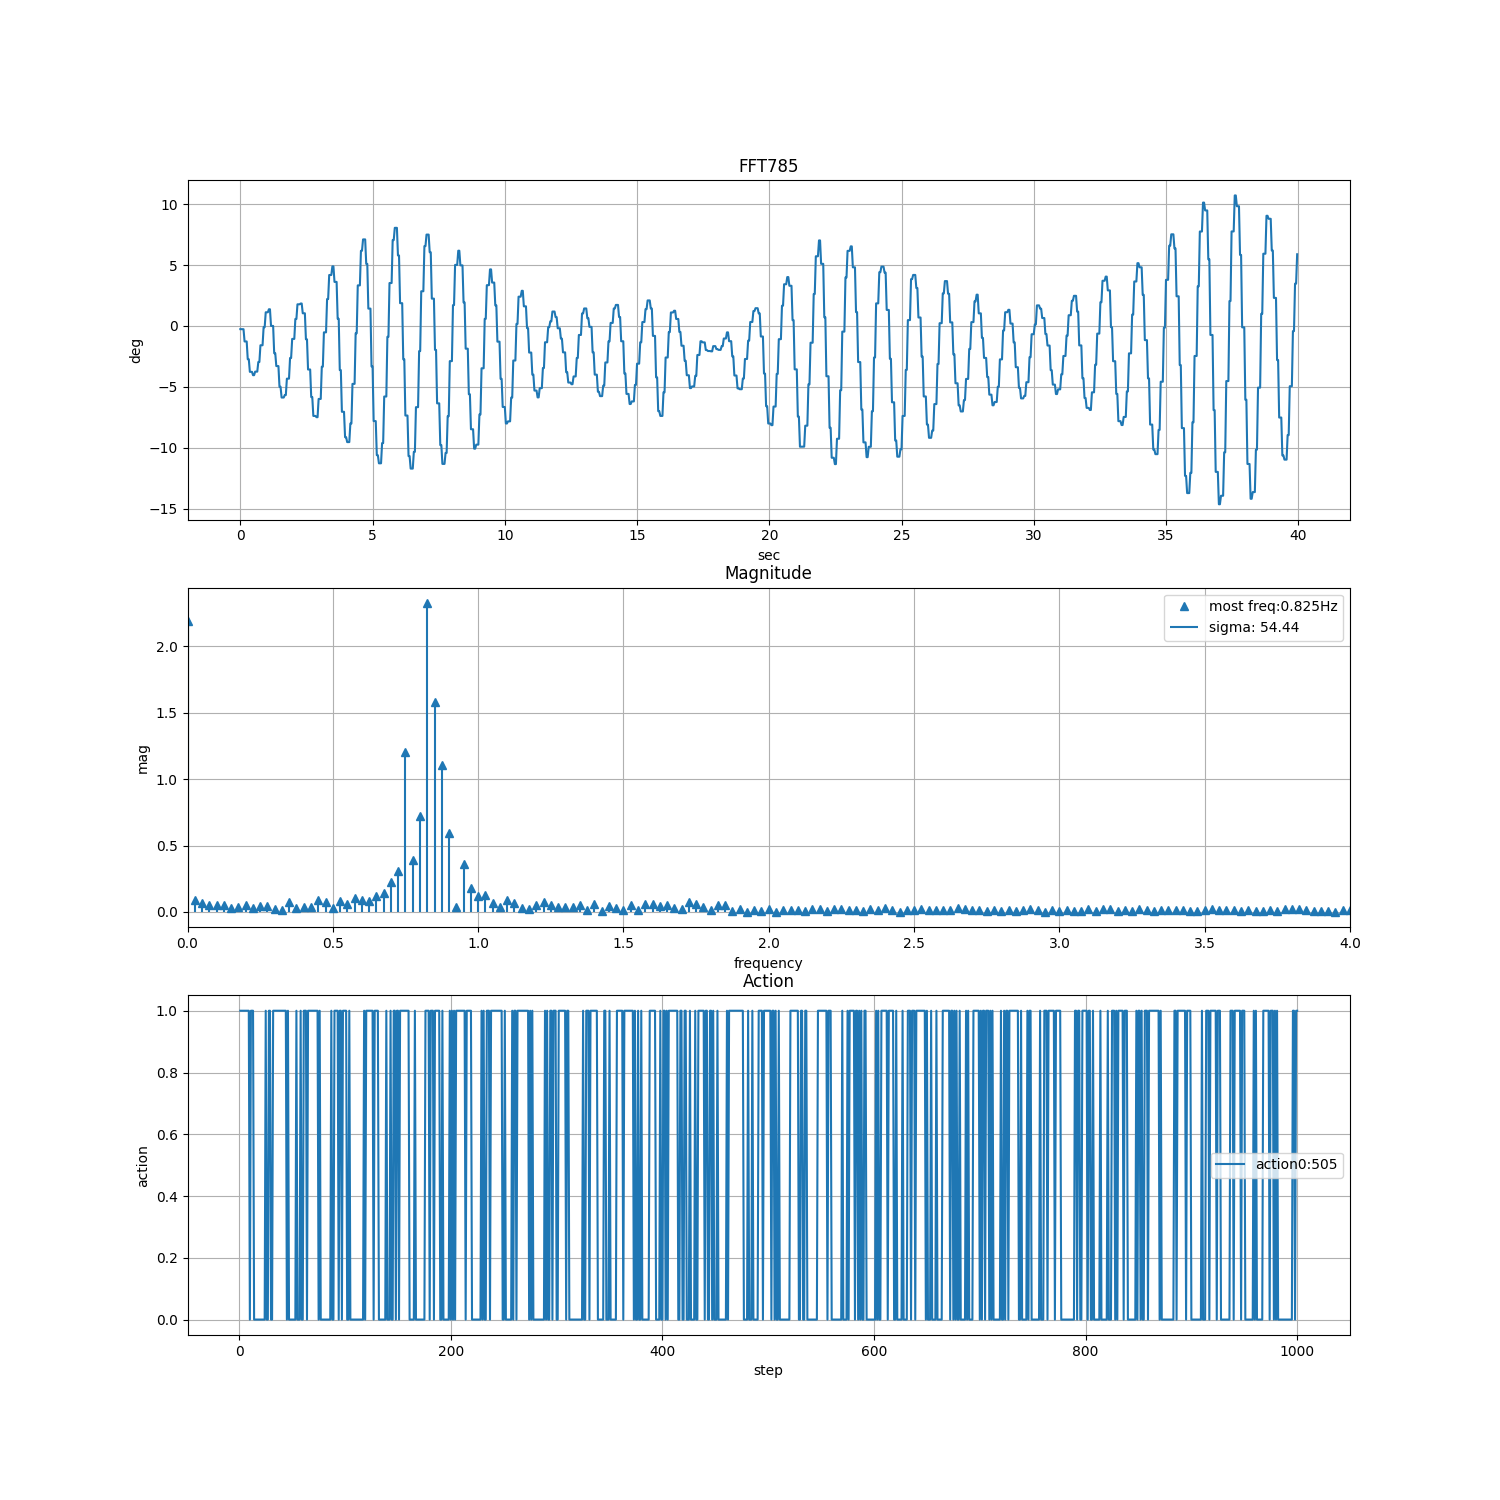 FFT785
10
5
0
−5
−10
−15
deg
0 5 10 15 20 25 30 35 40
sec
Magnitude
most freq:0.825Hz
sigma: 54.44
2.0
1.5
1.0
0.5
0.0
mag
0.0 0.5 1.0 1.5 2.0 2.5 3.0 3.5 4.0
frequency
Action
1.0
0.8
0.6
0.4
0.2
0.0
action
action0:505
0 200 400 600 800 1000
step